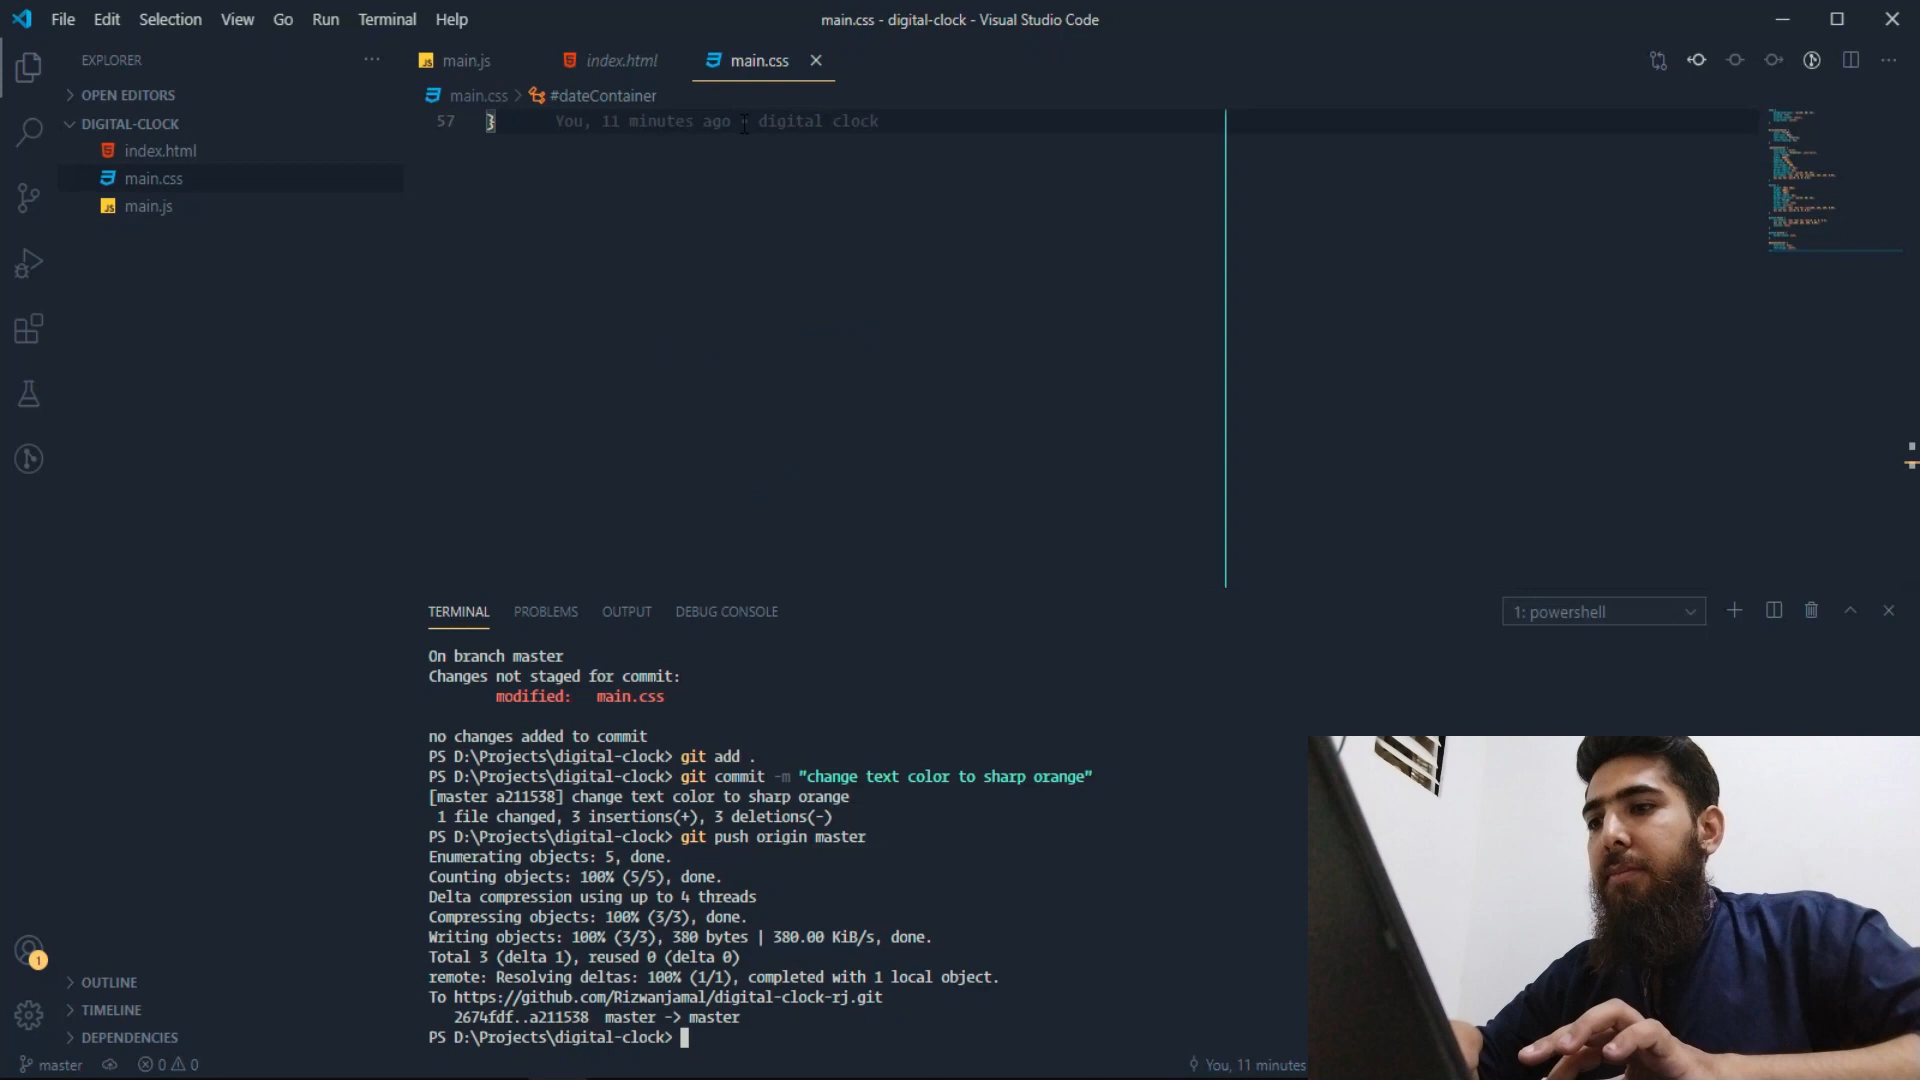 File Edit Selection View Go Run Terminal Help
main.css - digital-clock - Visual Studio Code
EXPLORER
main.js
index.html
main.css
OPEN EDITORS
main.css > #dateContainer
DIGITAL-CLOCK
57 } You, 11 minutes ago • digital clock
index.html
main.css
main.js
TERMINAL PROBLEMS OUTPUT DEBUG CONSOLE
1: powershell
On branch master
Changes not staged for commit:
modified: main.css
no changes added to commit
PS D:\Projects\digital-clock> git add .
PS D:\Projects\digital-clock> git commit -m "change text color to sharp orange"
[master a211538] change text color to sharp orange
1 file changed, 3 insertions(+), 3 deletions(-)
PS D:\Projects\digital-clock> git push origin master
Enumerating objects: 5, done.
Counting objects: 100% (5/5), done.
Delta compression using up to 4 threads
Compressing objects: 100% (3/3), done.
Writing objects: 100% (3/3), 380 bytes | 380.00 KiB/s, done.
Total 3 (delta 1), reused 0 (delta 0)
remote: Resolving deltas: 100% (1/1), completed with 1 local object.
To https://github.com/Rizwanjamal/digital-clock-rj.git
2674fdf..a211538 master -> master
PS D:\Projects\digital-clock>
1
OUTLINE
TIMELINE
DEPENDENCIES
master
0 0
You, 11 minutes